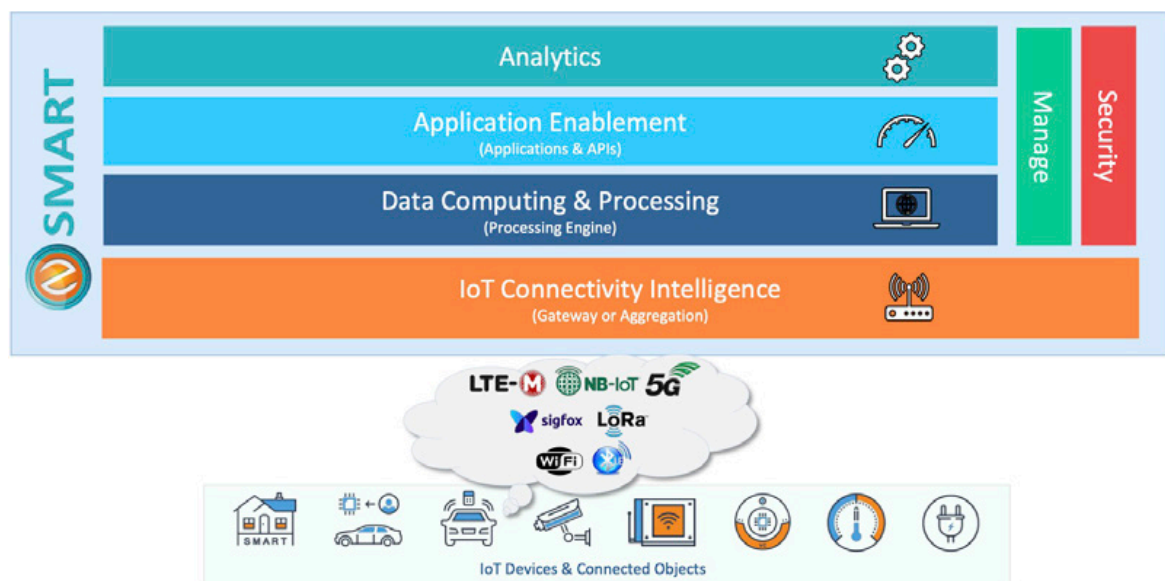 SMART
Analytics
Application Enablement
(Applications & APIs)
Data Computing & Processing
(Processing Engine)
IoT Connectivity Intelligence
(Gateway or Aggregation)
Manage
Security
LTE-M NB-IoT 5G
sigfox LoRa
WiFi
SMART
IoT Devices & Connected Objects